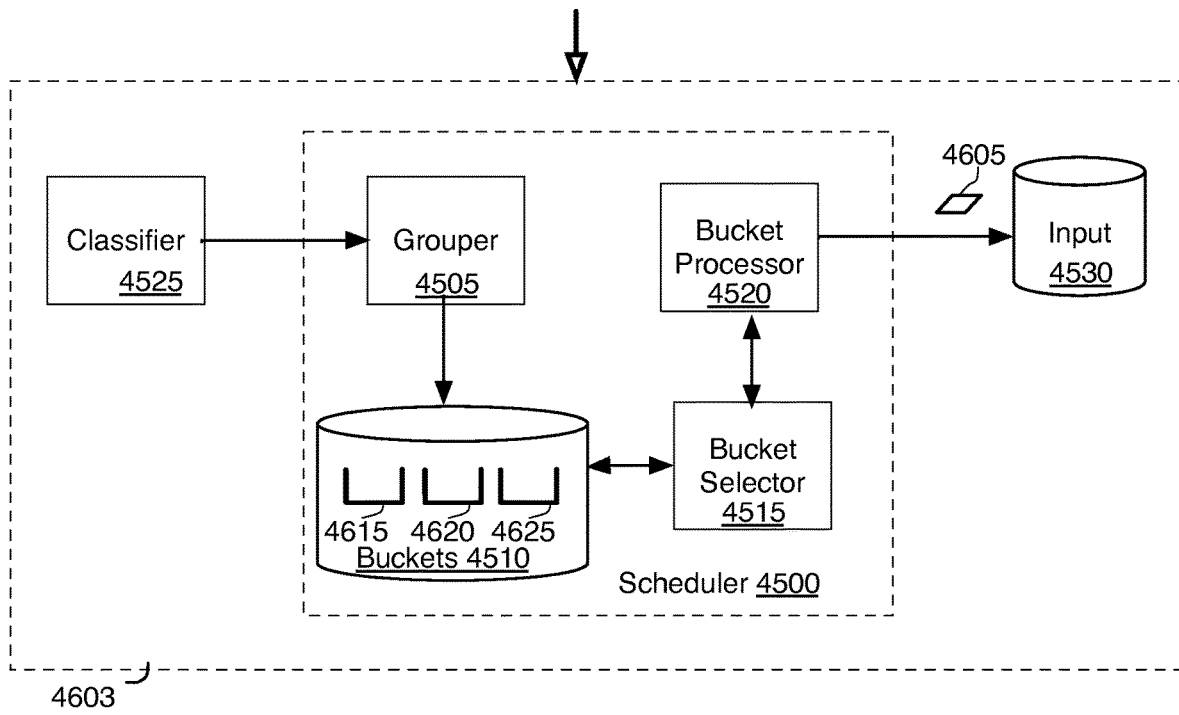 4605
Classifier
4525
Grouper
4505
Bucket
Processor
4520
Input
4530
Bucket
Selector
4515
4615 4620 4625
Buckets 4510
Scheduler 4500
4603